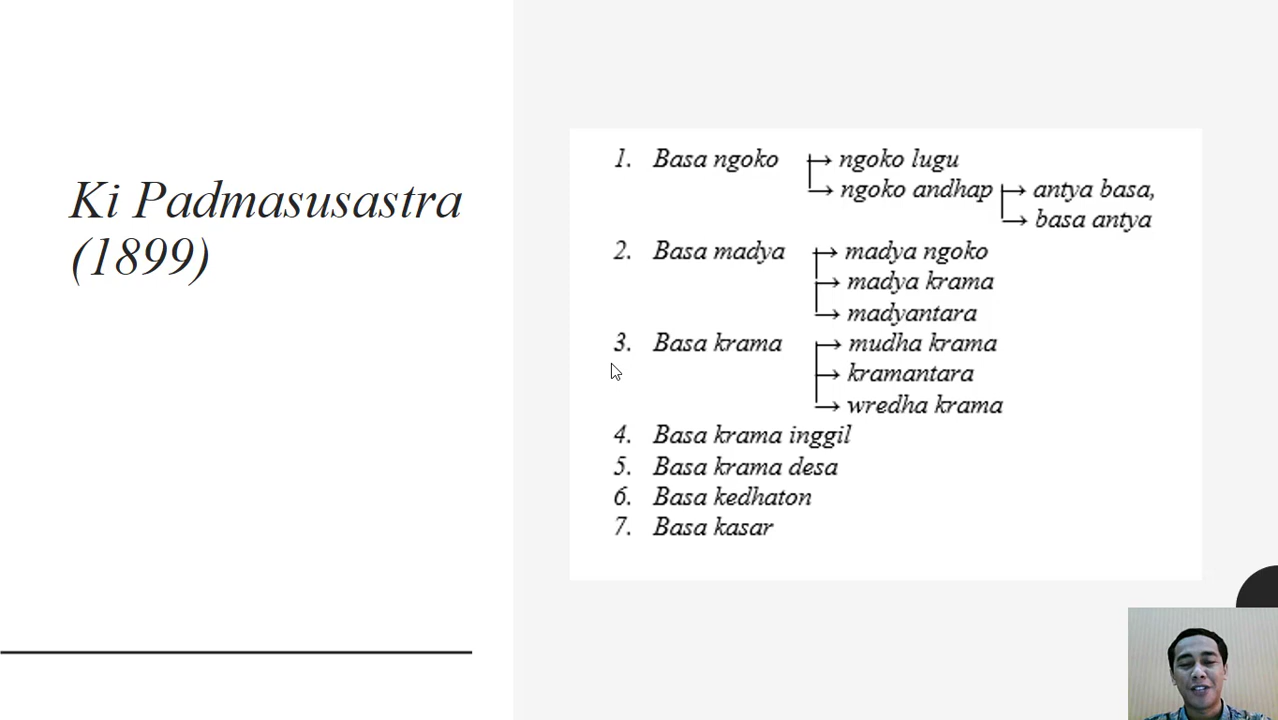 Ki Padmasusastra
(1899)
1. Basa ngoko → ngoko lugu
→ ngoko andhap → antya basa,
→ basa antya
2. Basa madya → madya ngoko
→ madya krama
→ madyantara
3. Basa krama → mudha krama
→ kramantara
→ wredha krama
4. Basa krama inggil
5. Basa krama desa
6. Basa kedhaton
7. Basa kasar